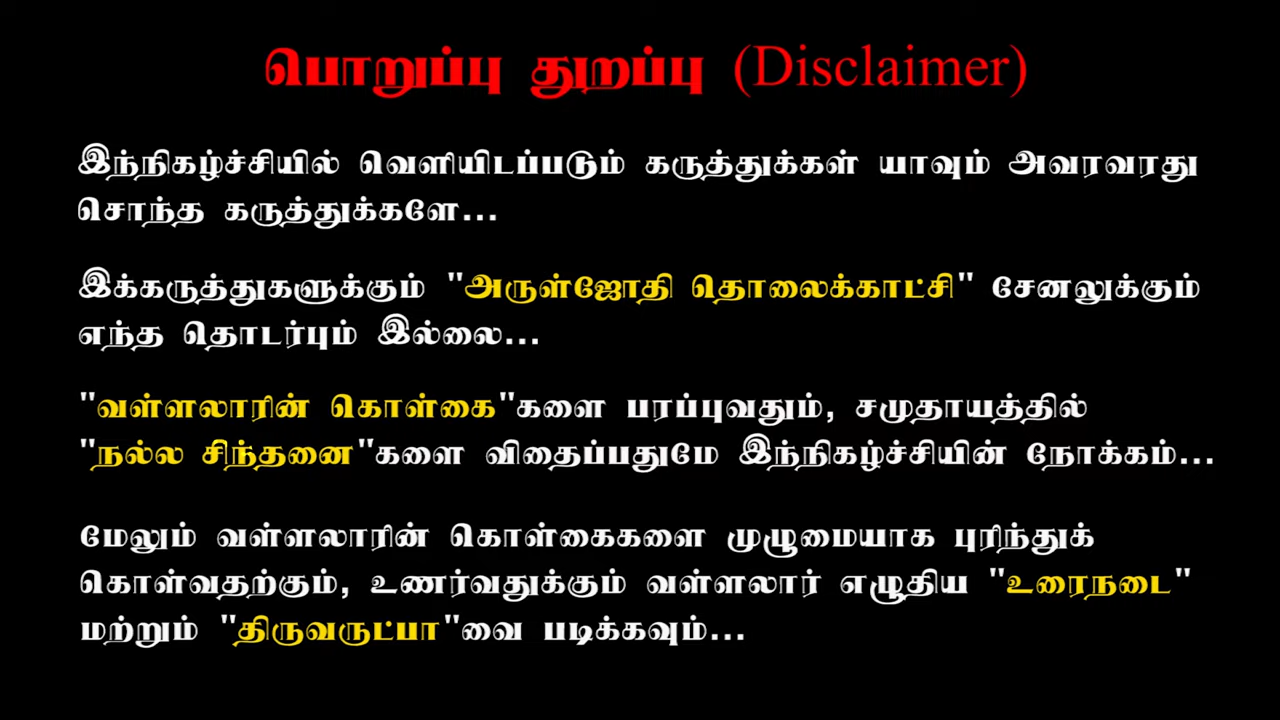 பொறுப்பு துறப்பு (Disclaimer)
இந்நிகழ்ச்சியில் வெளியிடப்படும் கருத்துக்கள் யாவும் அவரவரது
சொந்த கருத்துக்களே...
இக்கருத்துகளுக்கும் "அருள்ஜோதி தொலைக்காட்சி" சேனலுக்கும்
எந்த தொடர்பும் இல்லை...
"வள்ளலாரின் கொள்கை"களை பரப்புவதும், சமுதாயத்தில்
"நல்ல சிந்தனை"களை விதைப்பதுமே இந்நிகழ்ச்சியின் நோக்கம்...
மேலும் வள்ளலாரின் கொள்கைகளை முழுமையாக புரிந்துக்
கொள்வதற்கும், உணர்வதுக்கும் வள்ளலார் எழுதிய "உரைநடை"
மற்றும் "திருவருட்பா"வை படிக்கவும்...